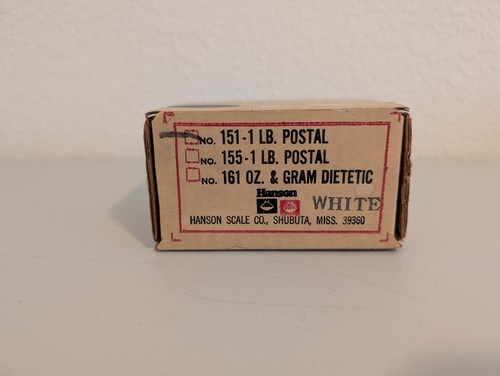 NO. 151-1 LB. POSTAL
NO. 155-1 LB. POSTAL
NO. 161 OZ. & GRAM DIETETIC
Hanson
WHITE
HANSON SCALE CO., SHUBUTA, MISS. 39360